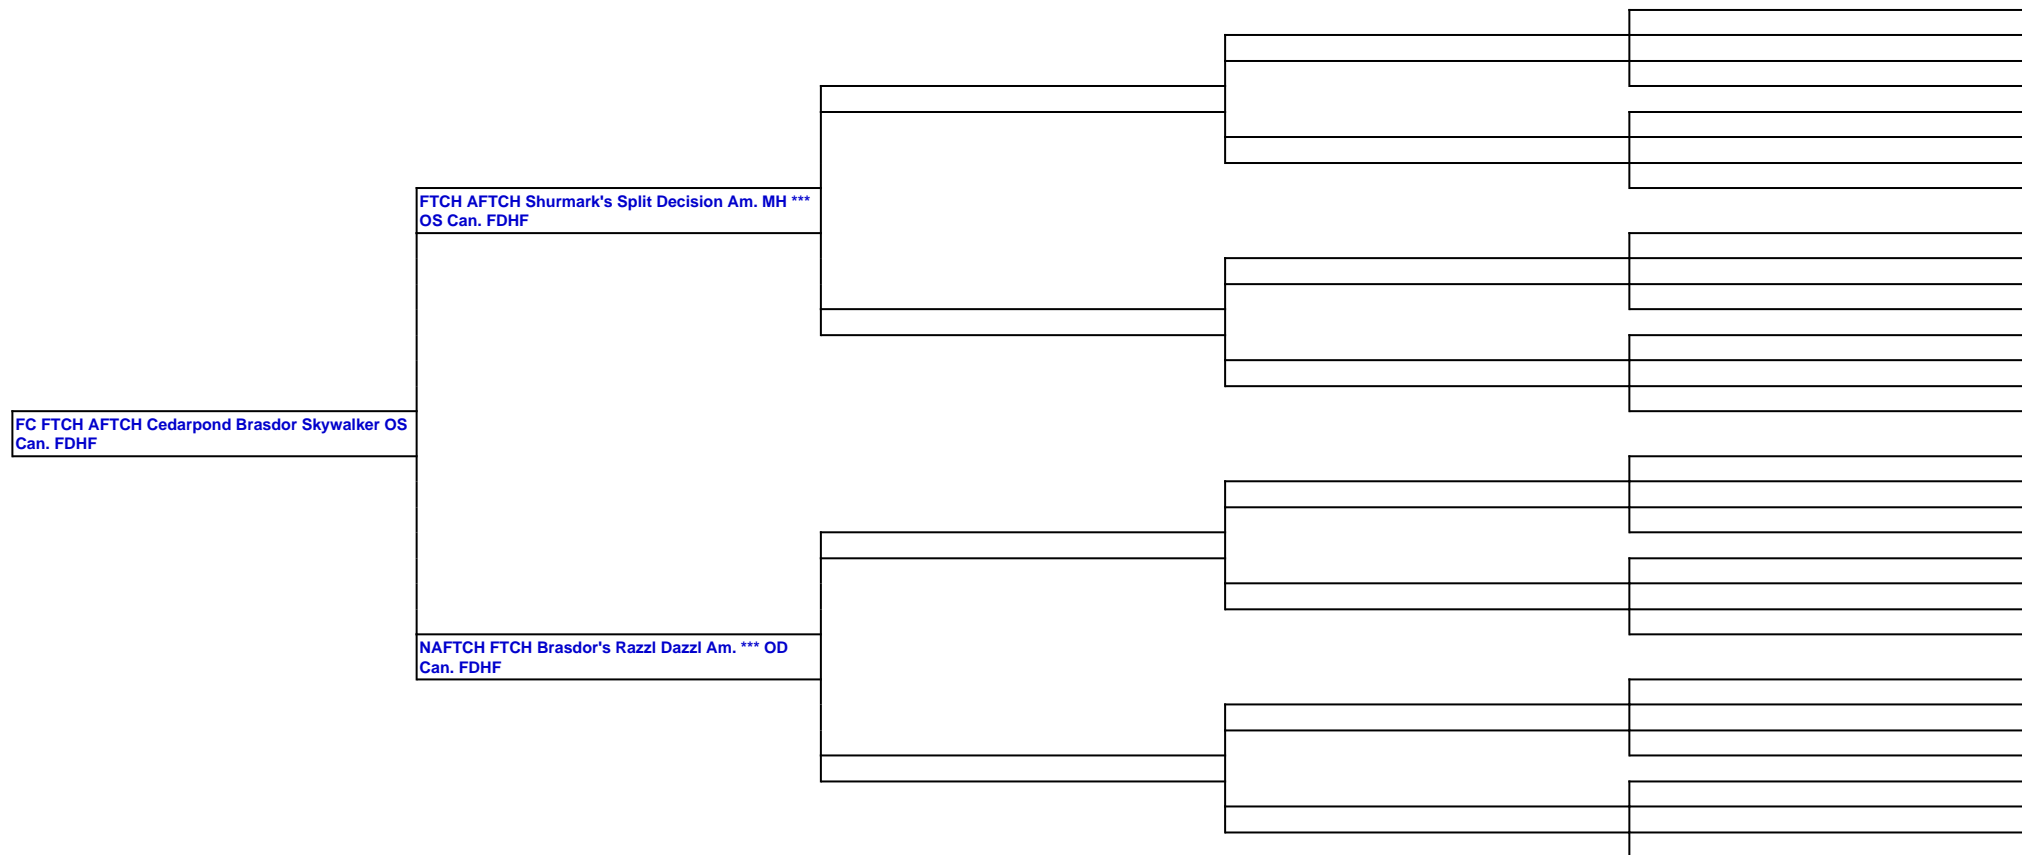 FTCH AFTCH Shurmark's Split Decision Am. MH ***
OS Can. FDHF
FC FTCH AFTCH Cedarpond Brasdor Skywalker OS
Can. FDHF
NAFTCH FTCH Brasdor's Razzl Dazzl Am. *** OD
Can. FDHF